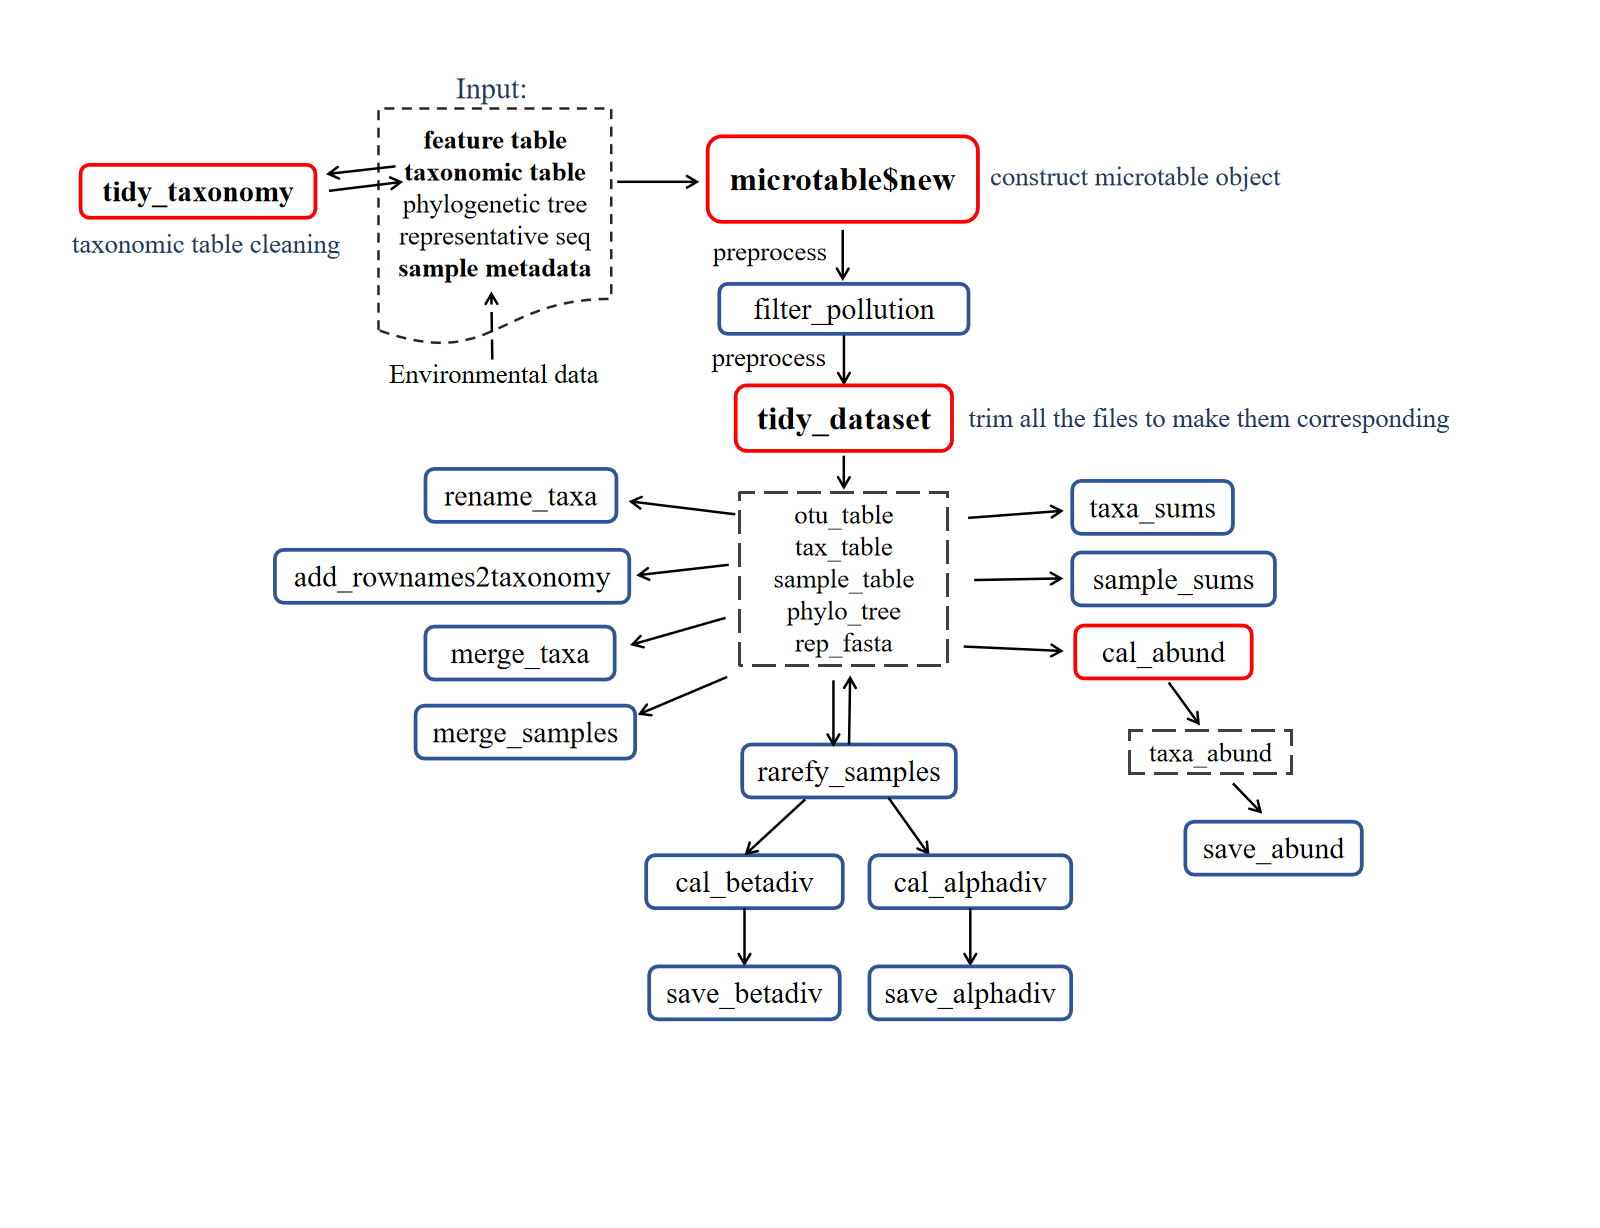 Input:
feature table
taxonomic table
phylogenetic tree
representative seq
sample metadata
Environmental data
tidy_taxonomy
taxonomic table cleaning
microtable$new
construct microtable object
preprocess
filter_pollution
preprocess
tidy_dataset
trim all the files to make them corresponding
otu_table
tax_table
sample_table
phylo_tree
rep_fasta
rename_taxa
add_rownames2taxonomy
merge_taxa
merge_samples
taxa_sums
sample_sums
cal_abund
taxa_abund
save_abund
rarefy_samples
cal_betadiv
cal_alphadiv
save_betadiv
save_alphadiv